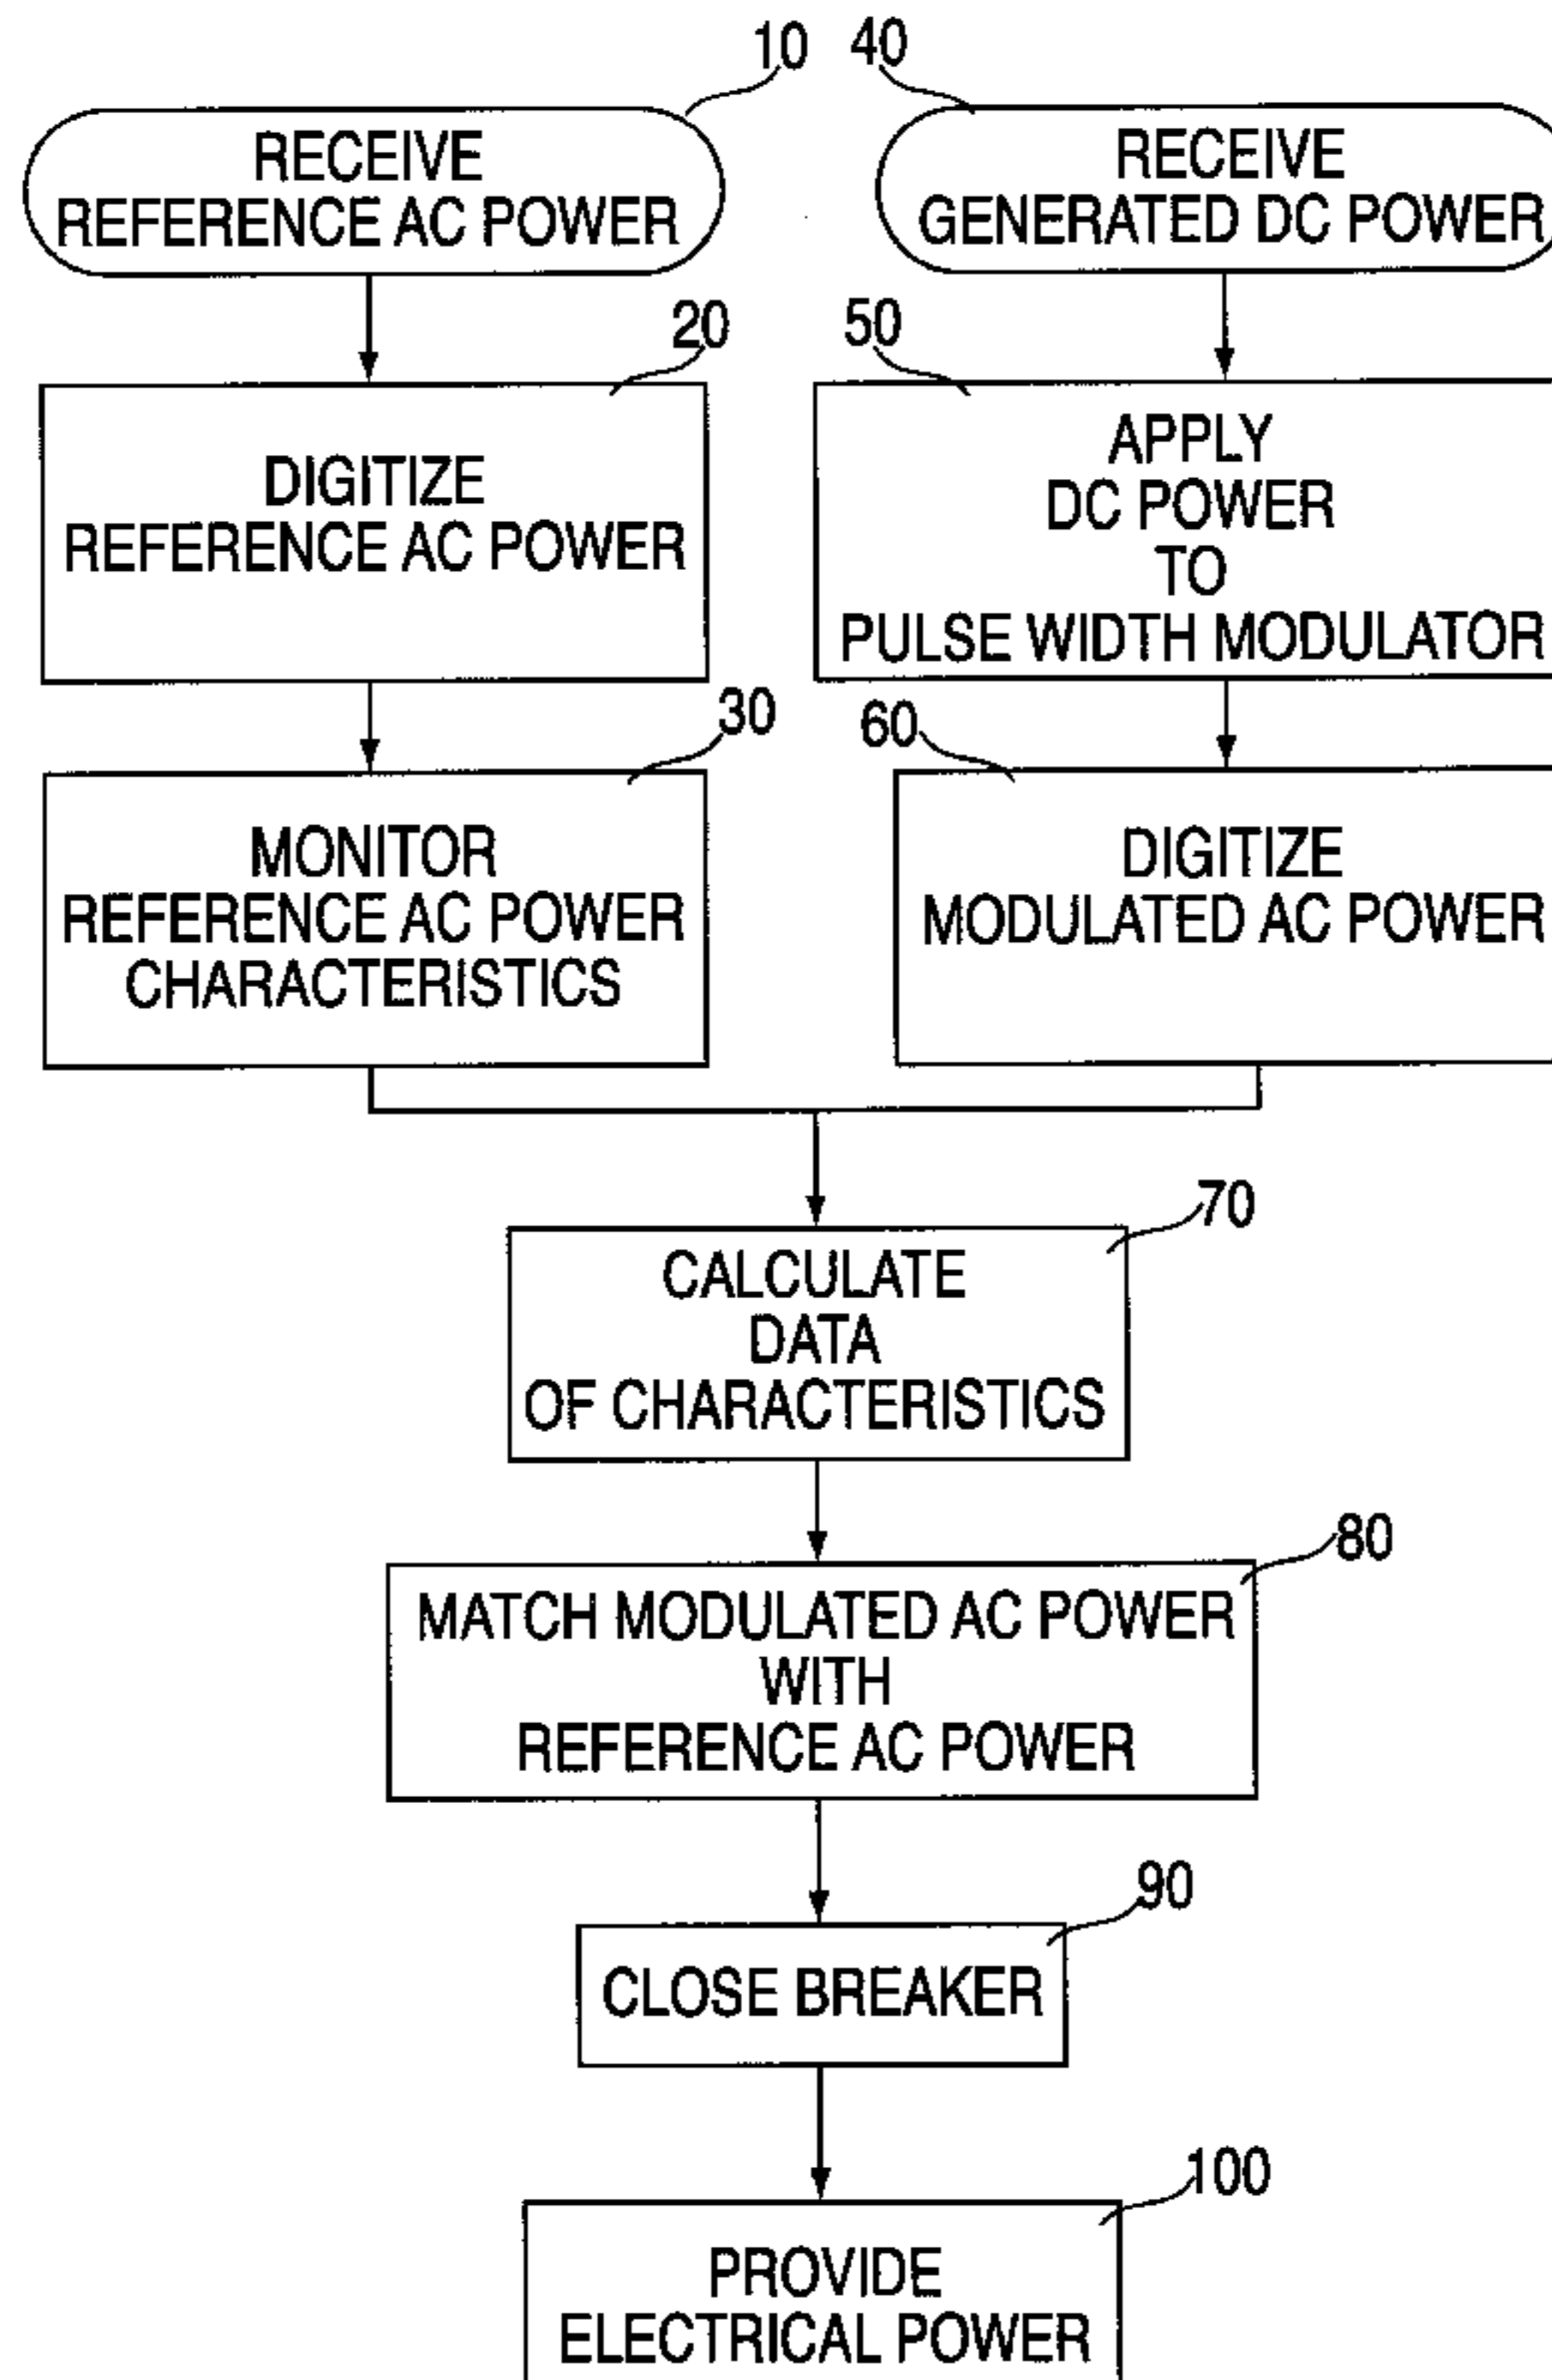 10
RECEIVE
REFERENCE AC POWER
20
DIGITIZE
REFERENCE AC POWER
30
MONITOR
REFERENCE AC POWER
CHARACTERISTICS
40
RECEIVE
GENERATED DC POWER
50
APPLY
DC POWER
TO
PULSE WIDTH MODULATOR
60
DIGITIZE
MODULATED AC POWER
70
CALCULATE
DATA
OF CHARACTERISTICS
80
MATCH MODULATED AC POWER
WITH
REFERENCE AC POWER
90
CLOSE BREAKER
100
PROVIDE
ELECTRICAL POWER